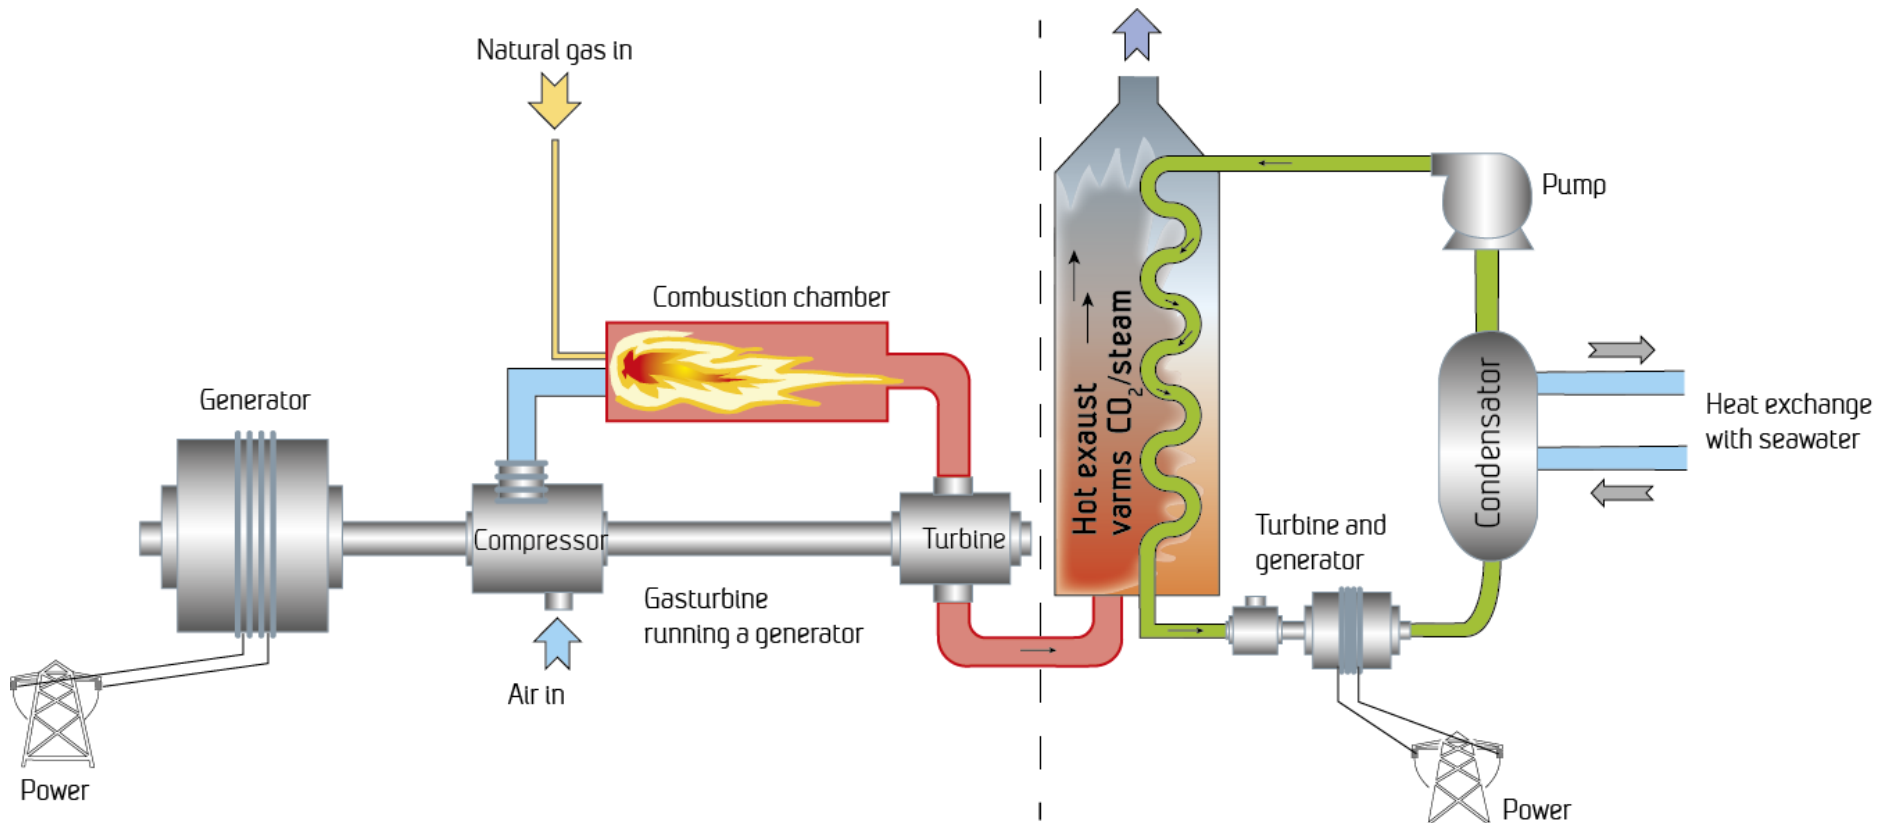 Natural gas in
Combustion chamber
Generator
Compressor
Turbine
Gasturbine
running a generator
Air in
Power
Hot exaust
varms CO₂/steam
Pump
Condensator
Heat exchange
with seawater
Turbine and
generator
Power